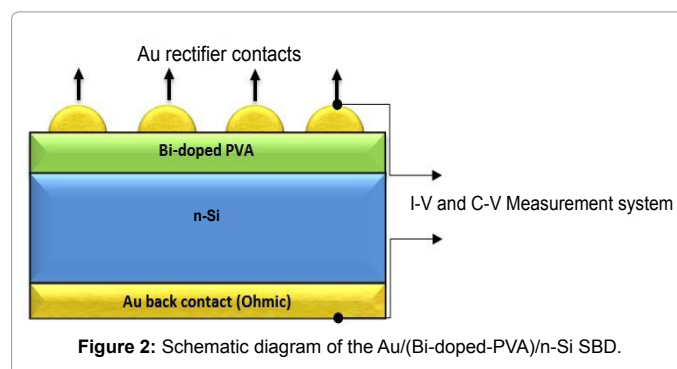 Au rectifier contacts
Bi-doped PVA
n-Si
I-V and C-V Measurement system
Au back contact (Ohmic)
Figure 2: Schematic diagram of the Au/(Bi-doped-PVA)/n-Si SBD.